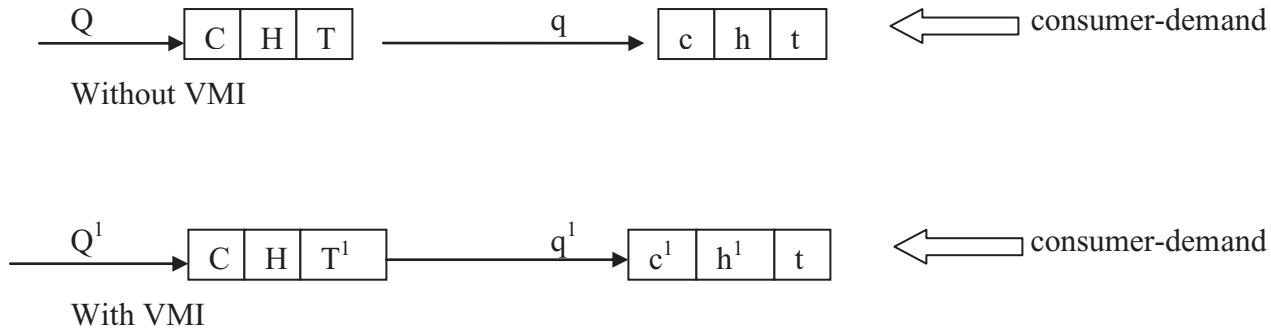 Q C H T q c h t consumer-demand
Without VMI
Q¹ C H T¹ q¹ c¹ h¹ t consumer-demand
With VMI